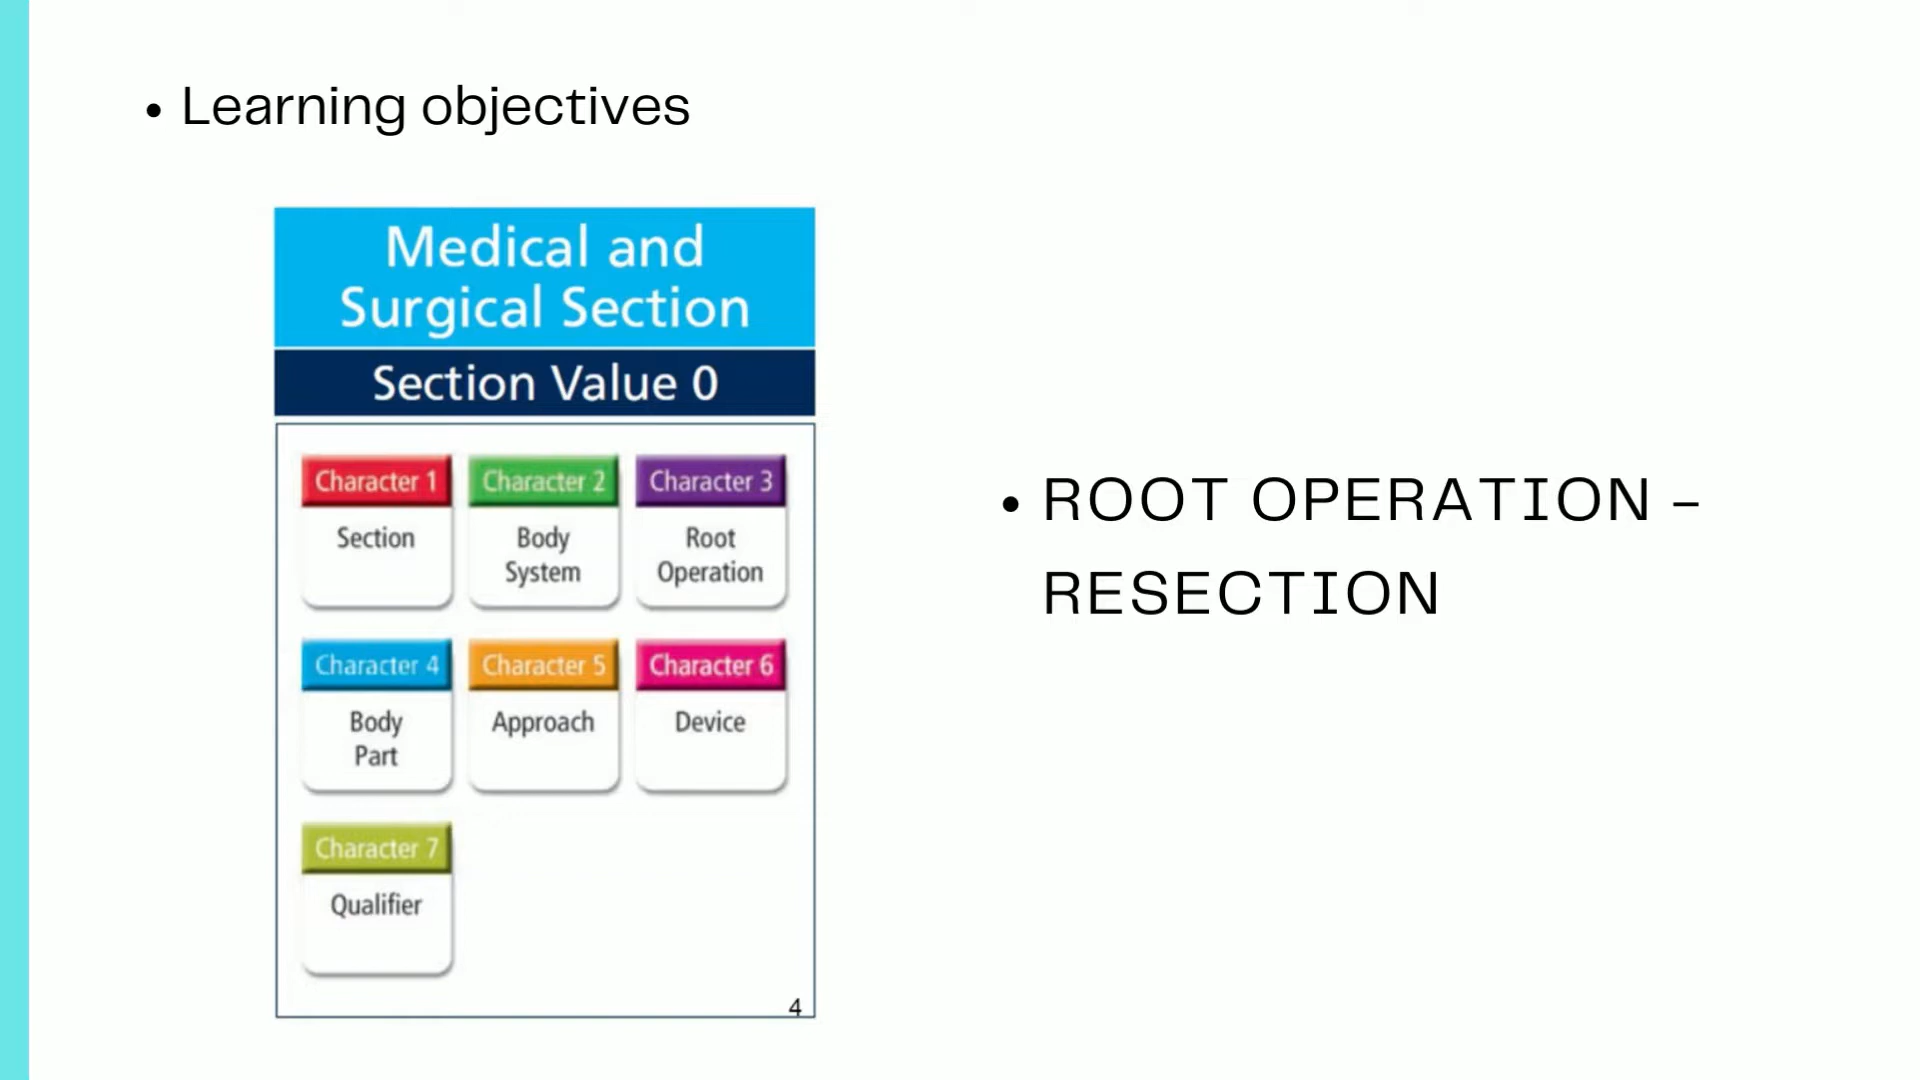 • Learning objectives
Medical and
Surgical Section
Section Value 0
Character 1
Section
Character 2
Body
System
Character 3
Root
Operation
Character 4
Body
Part
Character 5
Approach
Character 6
Device
Character 7
Qualifier
4
• ROOT OPERATION –
RESECTION